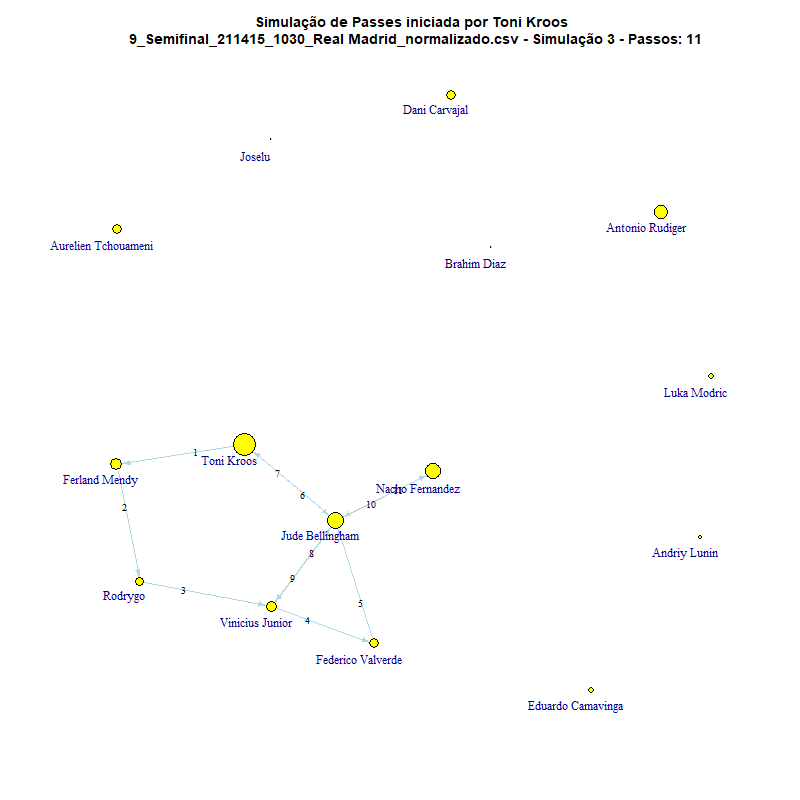 Simulação de Passes iniciada por Toni Kroos
9_Semifinal_211415_1030_Real Madrid_normalizado.csv - Simulação 3 - Passos: 11
Dani Carvajal
Joselu
Antonio Rudiger
Aurelien Tchouameni
Brahim Diaz
Luka Modric
1
Toni Kroos
Ferland Mendy
7
Nacho Fernandez
11
6
10
2
Jude Bellingham
8
Andriy Lunin
9
3
Rodrygo
5
4
Vinicius Junior
Federico Valverde
Eduardo Camavinga